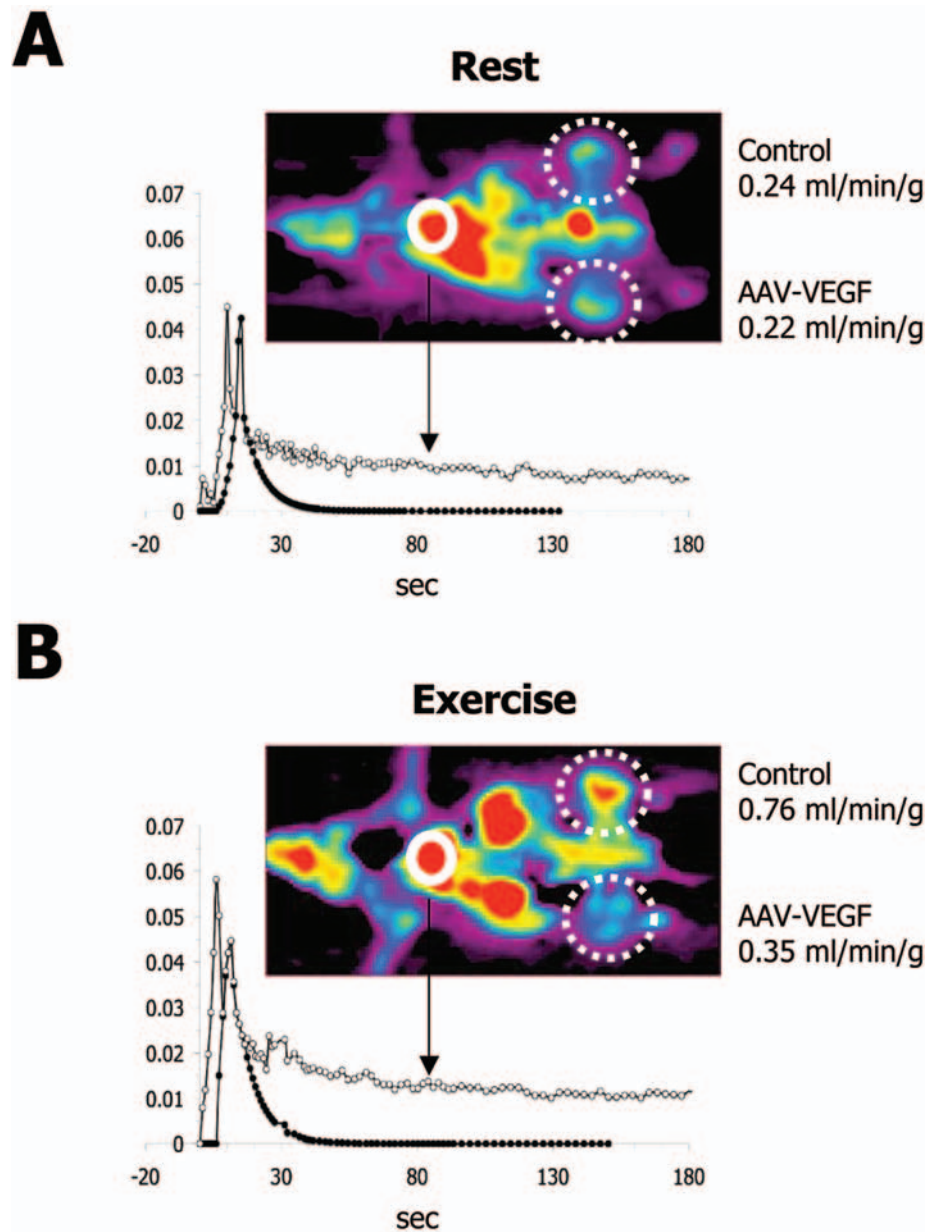 A
Rest
Control
0.24 ml/min/g
AAV-VEGF
0.22 ml/min/g
0.07
0.06
0.05
0.04
0.03
0.02
0.01
0
-20 30 80 130 180
sec
B
Exercise
Control
0.76 ml/min/g
AAV-VEGF
0.35 ml/min/g
0.07
0.06
0.05
0.04
0.03
0.02
0.01
0
-20 30 80 130 180
sec